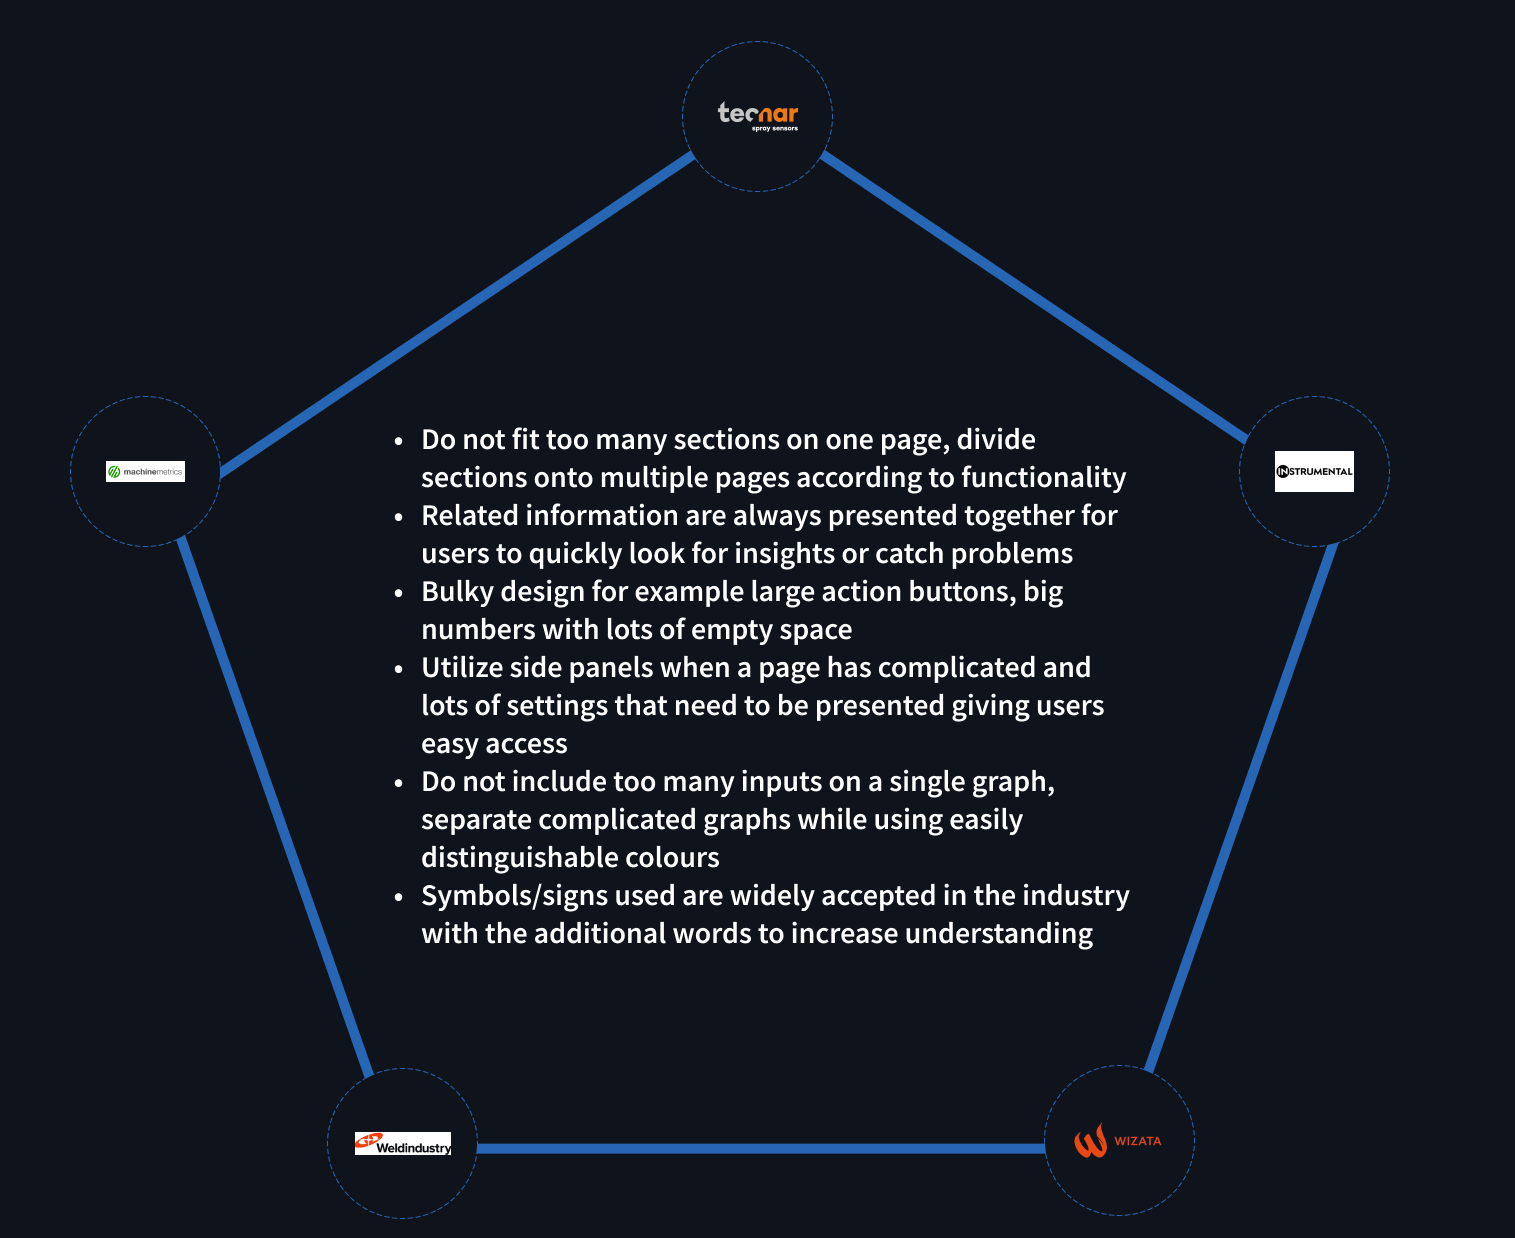 tecnar
spray sensors
machinemetrics
INSTRUMENTAL
• Do not fit too many sections on one page, divide
sections onto multiple pages according to functionality
• Related information are always presented together for
users to quickly look for insights or catch problems
• Bulky design for example large action buttons, big
numbers with lots of empty space
• Utilize side panels when a page has complicated and
lots of settings that need to be presented giving users
easy access
• Do not include too many inputs on a single graph,
separate complicated graphs while using easily
distinguishable colours
• Symbols/signs used are widely accepted in the industry
with the additional words to increase understanding
Weldindustry
WIZATA